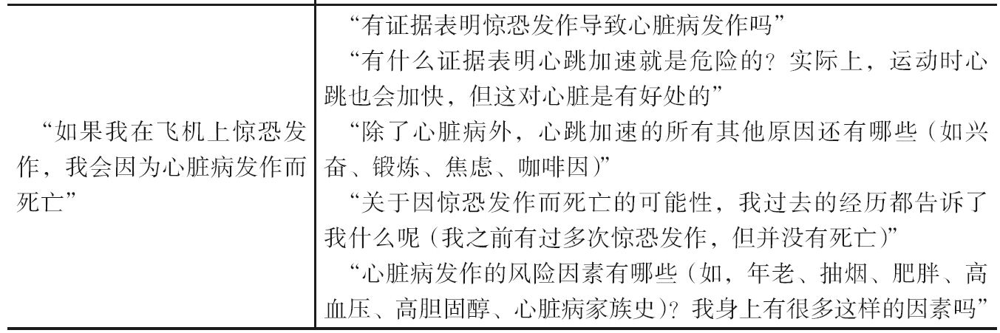 “如果我在飞机上惊恐发
作，我会因为心脏病发作而
死亡”
“有证据表明惊恐发作导致心脏病发作吗”
“有什么证据表明心跳加速就是危险的？实际上，运动时心
跳也会加快，但这对心脏是有好处的”
“除了心脏病外，心跳加速的所有其他原因还有哪些（如兴
奋、锻炼、焦虑、咖啡因）”
“关于因惊恐发作而死亡的可能性，我过去的经历都告诉了
我什么呢（我之前有过多次惊恐发作，但并没有死亡）”
“心脏病发作的风险因素有哪些（如，年老、抽烟、肥胖、高
血压、高胆固醇、心脏病家族史）？我身上有很多这样的因素吗”